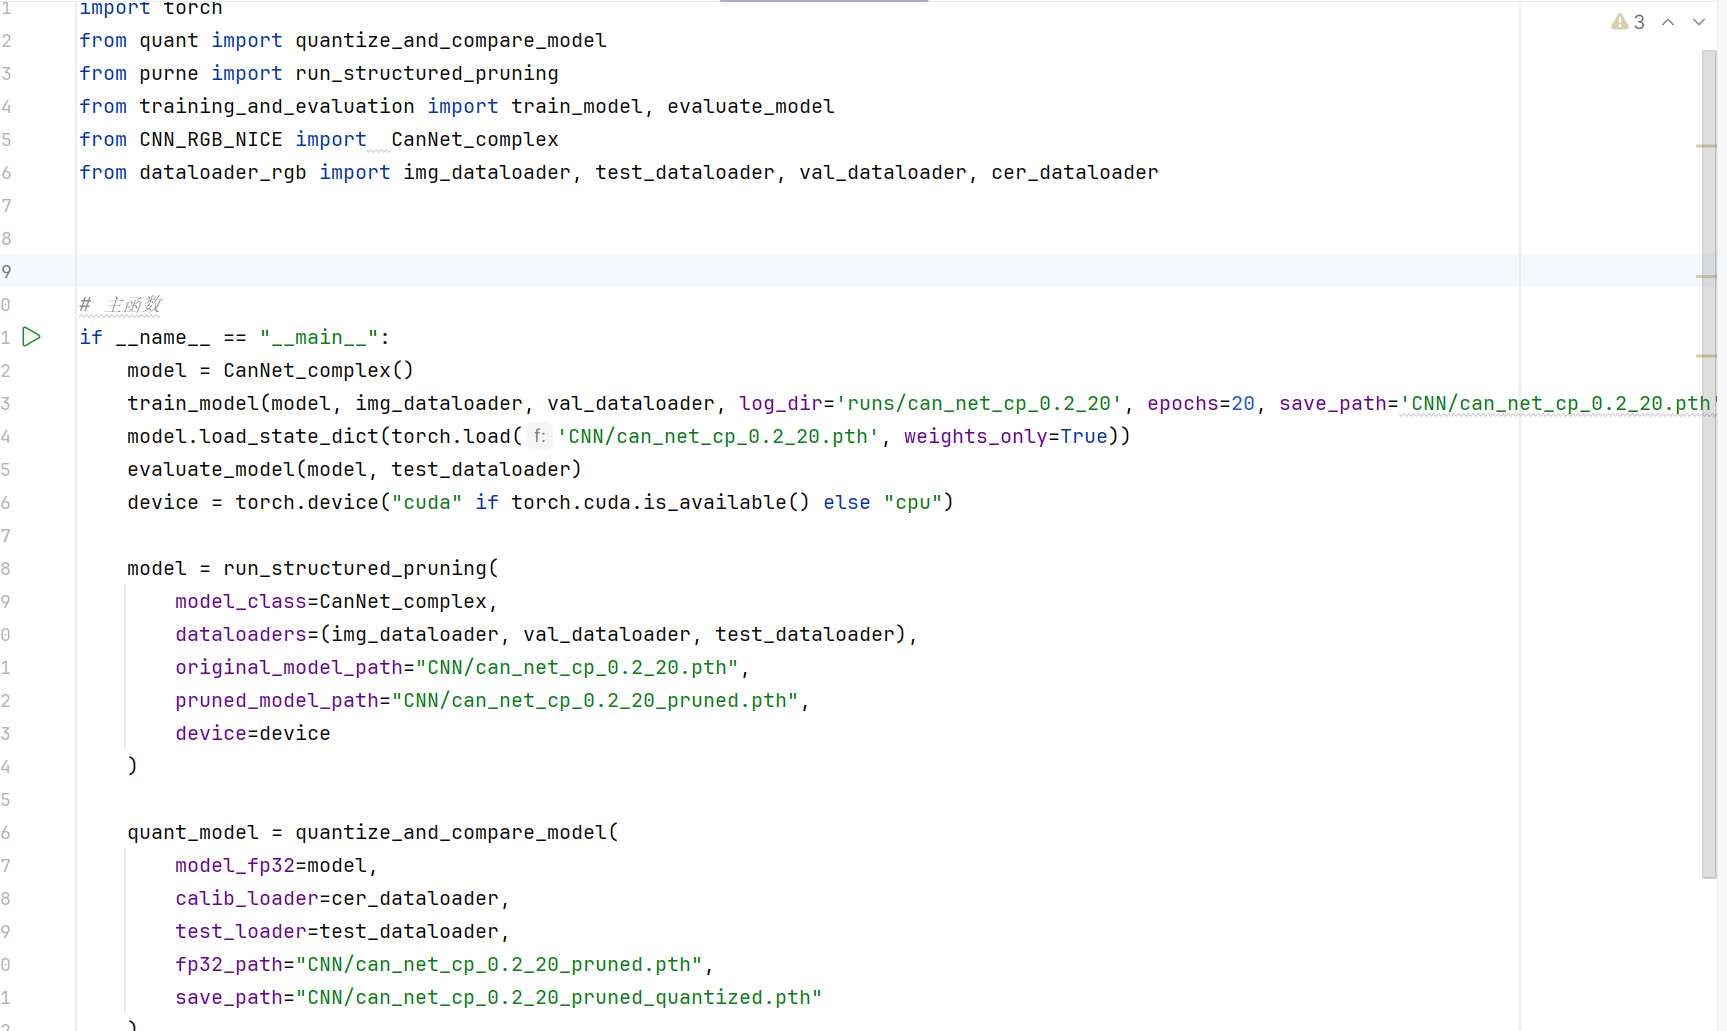 1 import torch
2 from quant import quantize_and_compare_model
3 from purne import run_structured_pruning
4 from training_and_evaluation import train_model, evaluate_model
5 from CNN_RGB_NICE import  CanNet_complex
6 from dataloader_rgb import img_dataloader, test_dataloader, val_dataloader, cer_dataloader
7
8
9
0 # 主函数
1 if __name__ == "__main__":
2     model = CanNet_complex()
3     train_model(model, img_dataloader, val_dataloader, log_dir='runs/can_net_cp_0.2_20', epochs=20, save_path='CNN/can_net_cp_0.2_20.pth'
4     model.load_state_dict(torch.load( f: 'CNN/can_net_cp_0.2_20.pth', weights_only=True))
5     evaluate_model(model, test_dataloader)
6     device = torch.device("cuda" if torch.cuda.is_available() else "cpu")
7
8     model = run_structured_pruning(
9         model_class=CanNet_complex,
0         dataloaders=(img_dataloader, val_dataloader, test_dataloader),
1         original_model_path="CNN/can_net_cp_0.2_20.pth",
2         pruned_model_path="CNN/can_net_cp_0.2_20_pruned.pth",
3         device=device
4     )
5
6     quant_model = quantize_and_compare_model(
7         model_fp32=model,
8         calib_loader=cer_dataloader,
9         test_loader=test_dataloader,
0         fp32_path="CNN/can_net_cp_0.2_20_pruned.pth",
1         save_path="CNN/can_net_cp_0.2_20_pruned_quantized.pth"
2     )
3